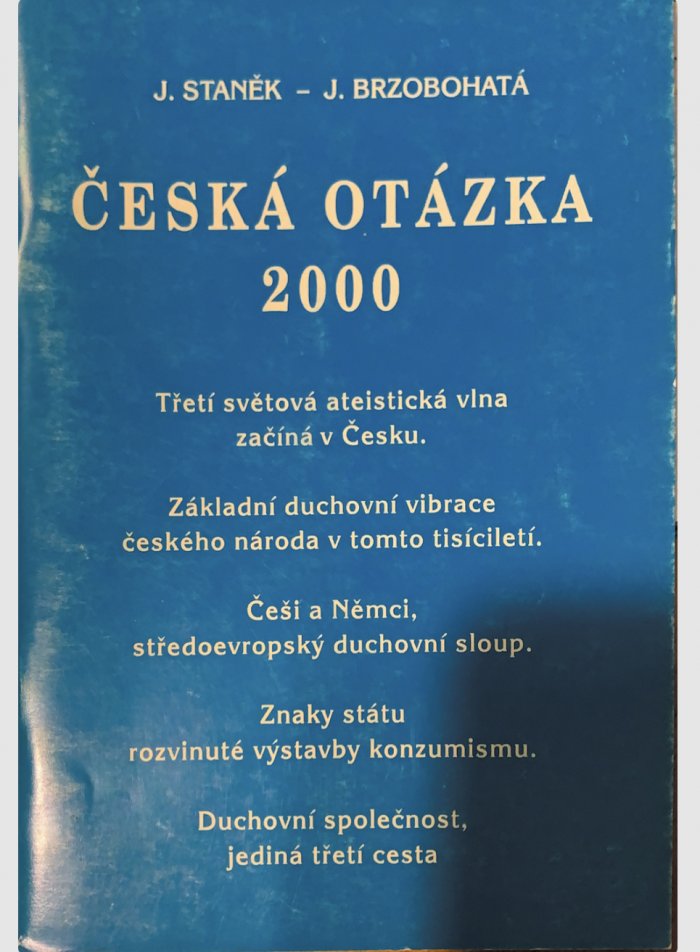 J. STANĚK – J. BRZOBOHATÁ
ČESKÁ OTÁZKA
2000
Třetí světová ateistická vlna
začíná v Česku.
Základní duchovní vibrace
českého národa v tomto tisíciletí.
Češi a Němci,
středoevropský duchovní sloup.
Znaky státu
rozvinuté výstavby konzumismu.
Duchovní společnost,
jediná třetí cesta